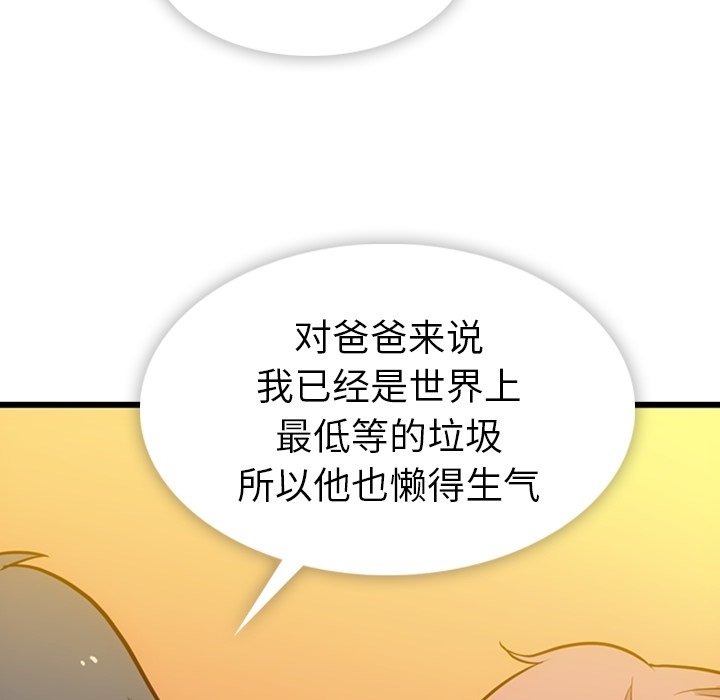 对爸爸来说
我已经是世界上
最低等的垃圾
所以他也懒得生气